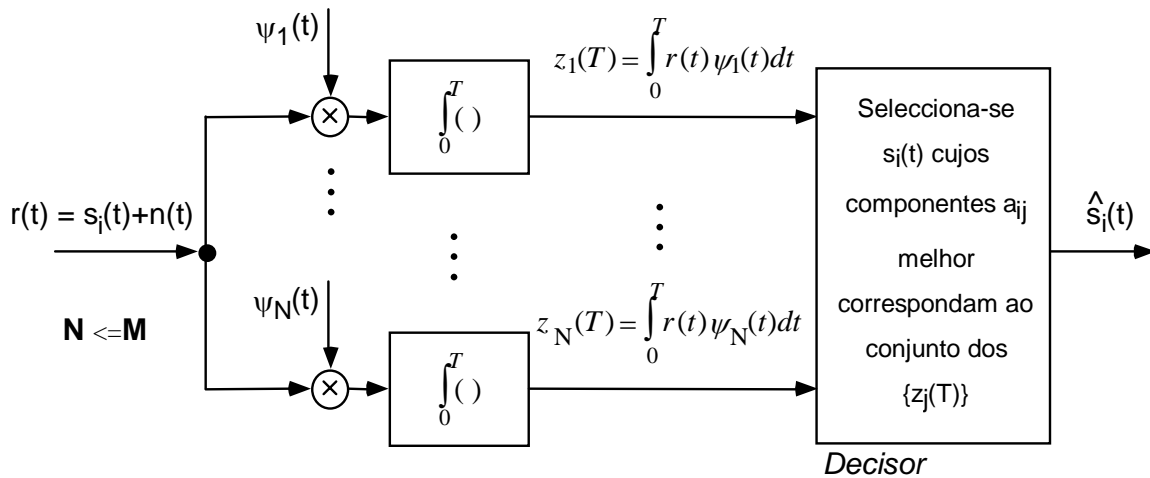 ψ1(t)
z1(T) = ∫0T r(t) ψ1(t)dt
∫0T ( )
r(t) = si(t)+n(t)
N <=M
ψN(t)
zN(T) = ∫0T r(t) ψN(t)dt
∫0T ( )
Selecciona-se
si(t) cujos
componentes aij
melhor
correspondam ao
conjunto dos
{zj(T)}
Decisor
ŝi(t)